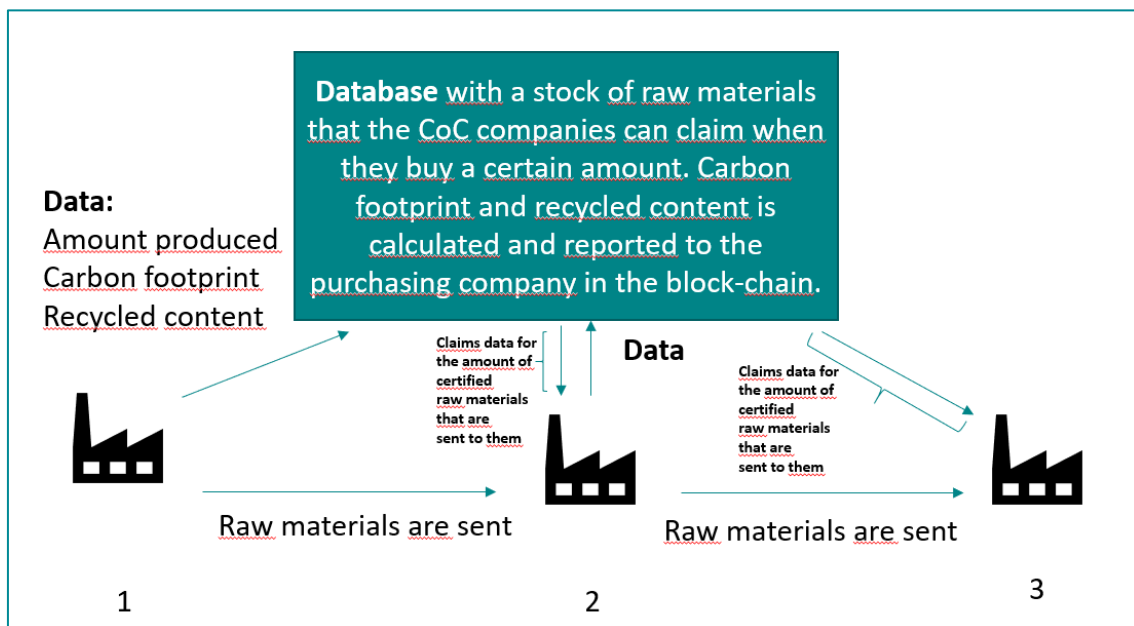 Database with a stock of raw materials
that the CoC companies can claim when
they buy a certain amount. Carbon
footprint and recycled content is
calculated and reported to the
purchasing company in the block-chain.
Data:
Amount produced
Carbon footprint
Recycled content
Claims data for
the amount of
certified
raw materials
that are
sent to them
Data
Claims data for
the amount of
certified
raw materials
that are
sent to them
Raw materials are sent
Raw materials are sent
1
2
3